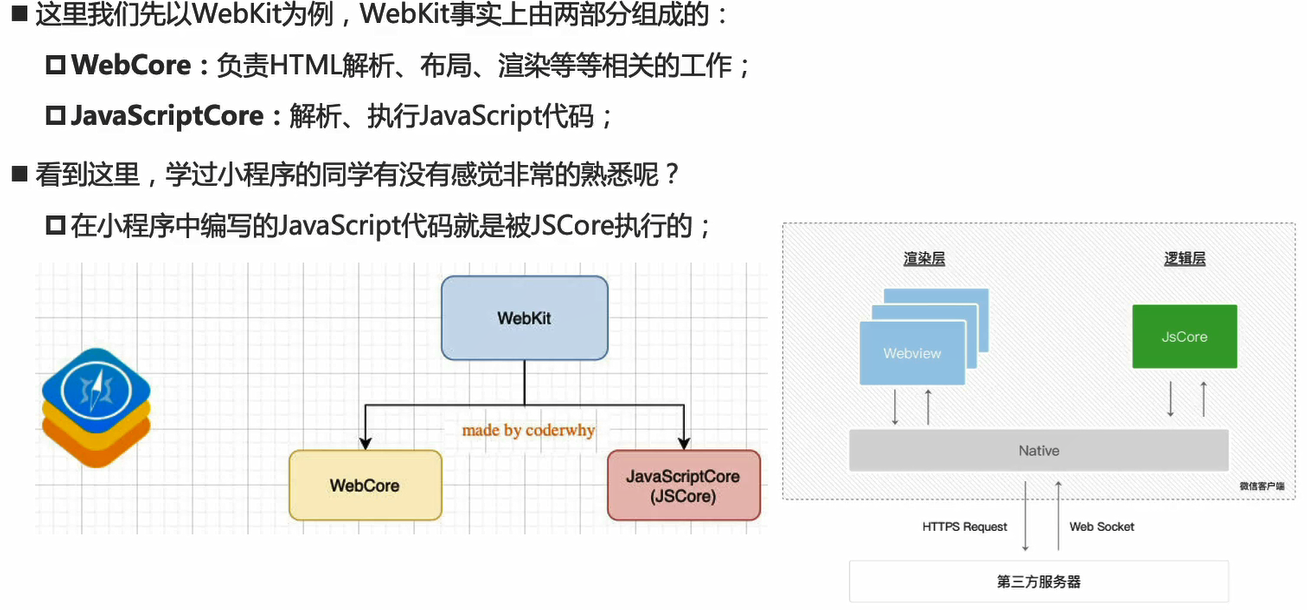 这里我们先以WebKit为例，WebKit事实上由两部分组成的：
WebCore：负责HTML解析、布局、渲染等等相关的工作；
JavaScriptCore：解析、执行JavaScript代码；
看到这里，学过小程序的同学有没有感觉非常的熟悉呢？
在小程序中编写的JavaScript代码就是被JSCore执行的；
WebKit
made by coderwhy
WebCore
JavaScriptCore
(JSCore)
渲染层
逻辑层
Webview
JsCore
Native
微信客户端
HTTPS Request
Web Socket
第三方服务器